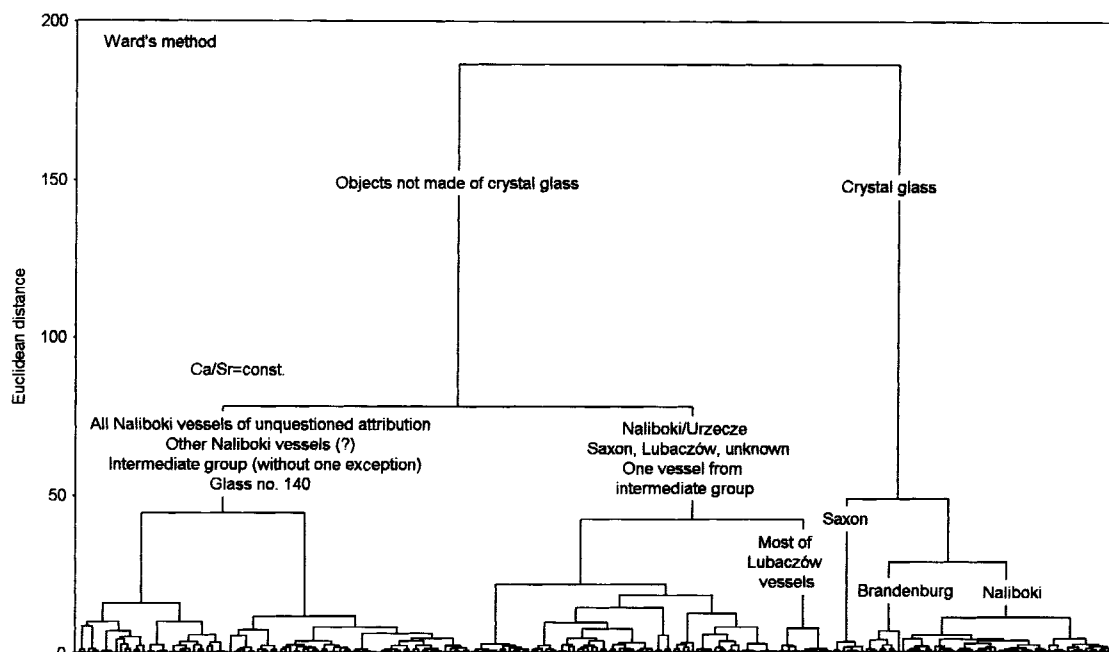 200
Ward's method
150
Objects not made of crystal glass
Crystal glass
Euclidean distance
100
Ca/Sr=const.
All Naliboki vessels of unquestioned attribution
Other Naliboki vessels (?)
Intermediate group (without one exception)
Glass no. 140
Naliboki/Urzecze
Saxon, Lubaczów, unknown
One vessel from
intermediate group
50
Saxon
Most of
Lubaczów
vessels
Brandenburg
Naliboki
0